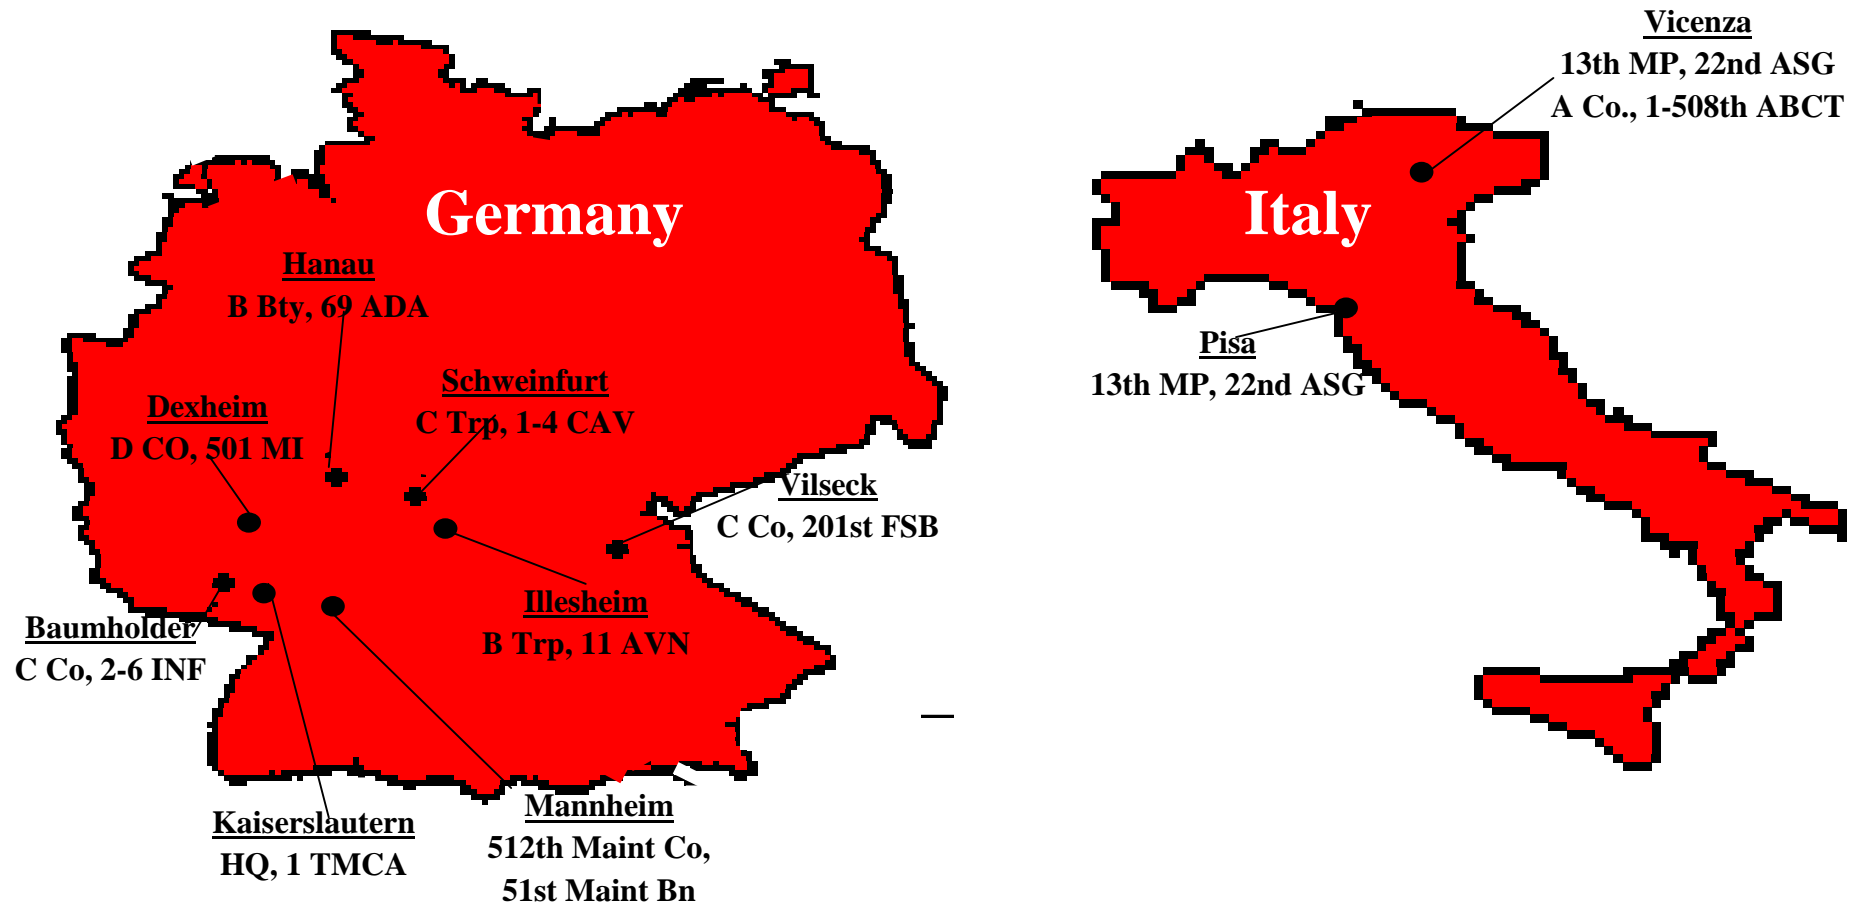 Germany
Hanau
B Bty, 69 ADA
Schweinfurt
C Trp, 1-4 CAV
Dexheim
D CO, 501 MI
Vilseck
C Co, 201st FSB
Illesheim
B Trp, 11 AVN
Baumholder
C Co, 2-6 INF
Kaiserslautern
HQ, 1 TMCA
Mannheim
512th Maint Co,
51st Maint Bn
Vicenza
13th MP, 22nd ASG
A Co., 1-508th ABCT
Italy
Pisa
13th MP, 22nd ASG